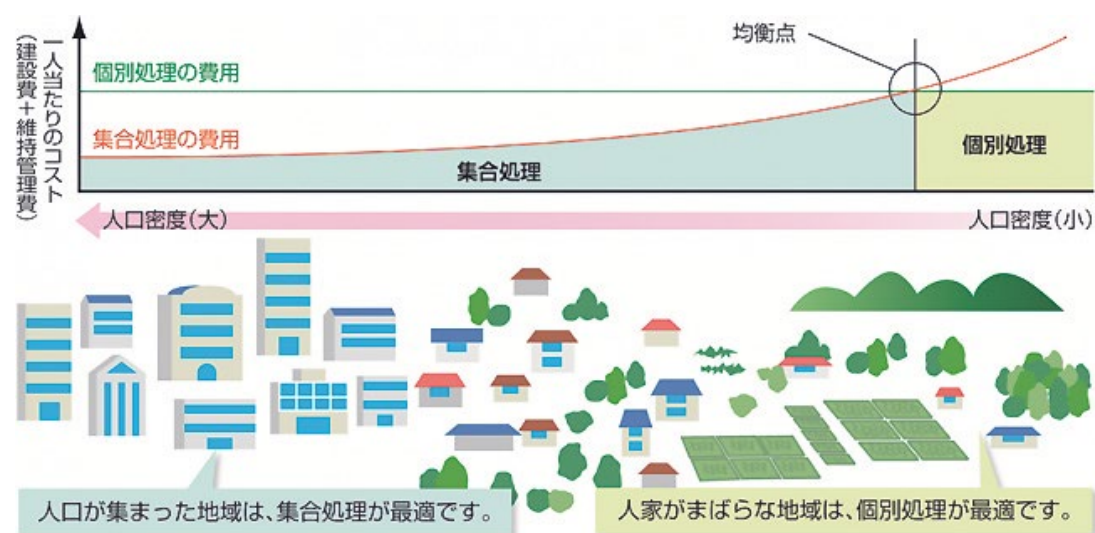 一人当たりのコスト
(建設費+維持管理費)
均衡点
個別処理の費用
集合処理の費用
集合処理
個別処理
人口密度(大)
人口密度(小)
人口が集まった地域は、集合処理が最適です。
人家がまばらな地域は、個別処理が最適です。